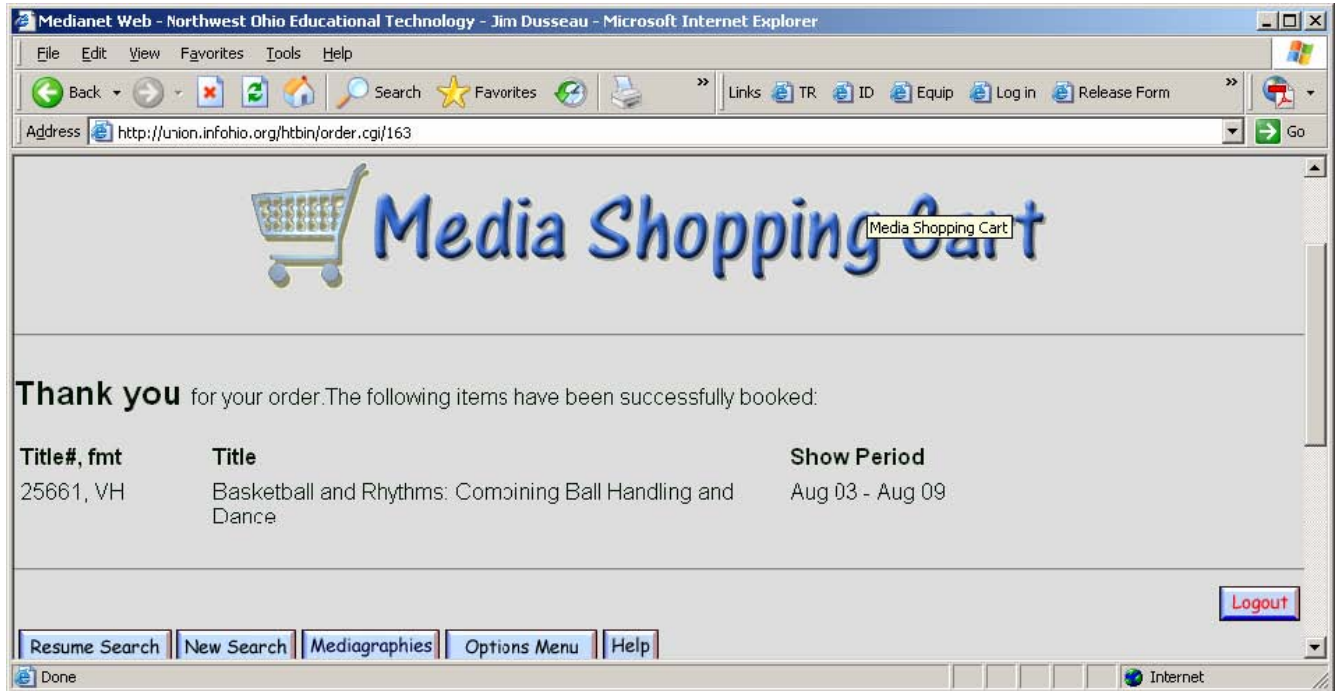 Medianet Web - Northwest Ohio Educational Technology - Jim Dusseau - Microsoft Internet Explorer
File Edit View Favorites Tools Help
Back Search Favorites » Links TR ID Equip Log in Release Form »
Address http://union.infohio.org/htbin/order.cgi/163 Go
Media Shopping Cart
Media Shopping Cart
Thank you for your order.The following items have been successfully booked:
Title#, fmt Title Show Period
25661, VH Basketball and Rhythms: Combining Ball Handling and Aug 03 - Aug 09
Dance
Logout
Resume Search New Search Mediagraphies Options Menu Help
Done Internet